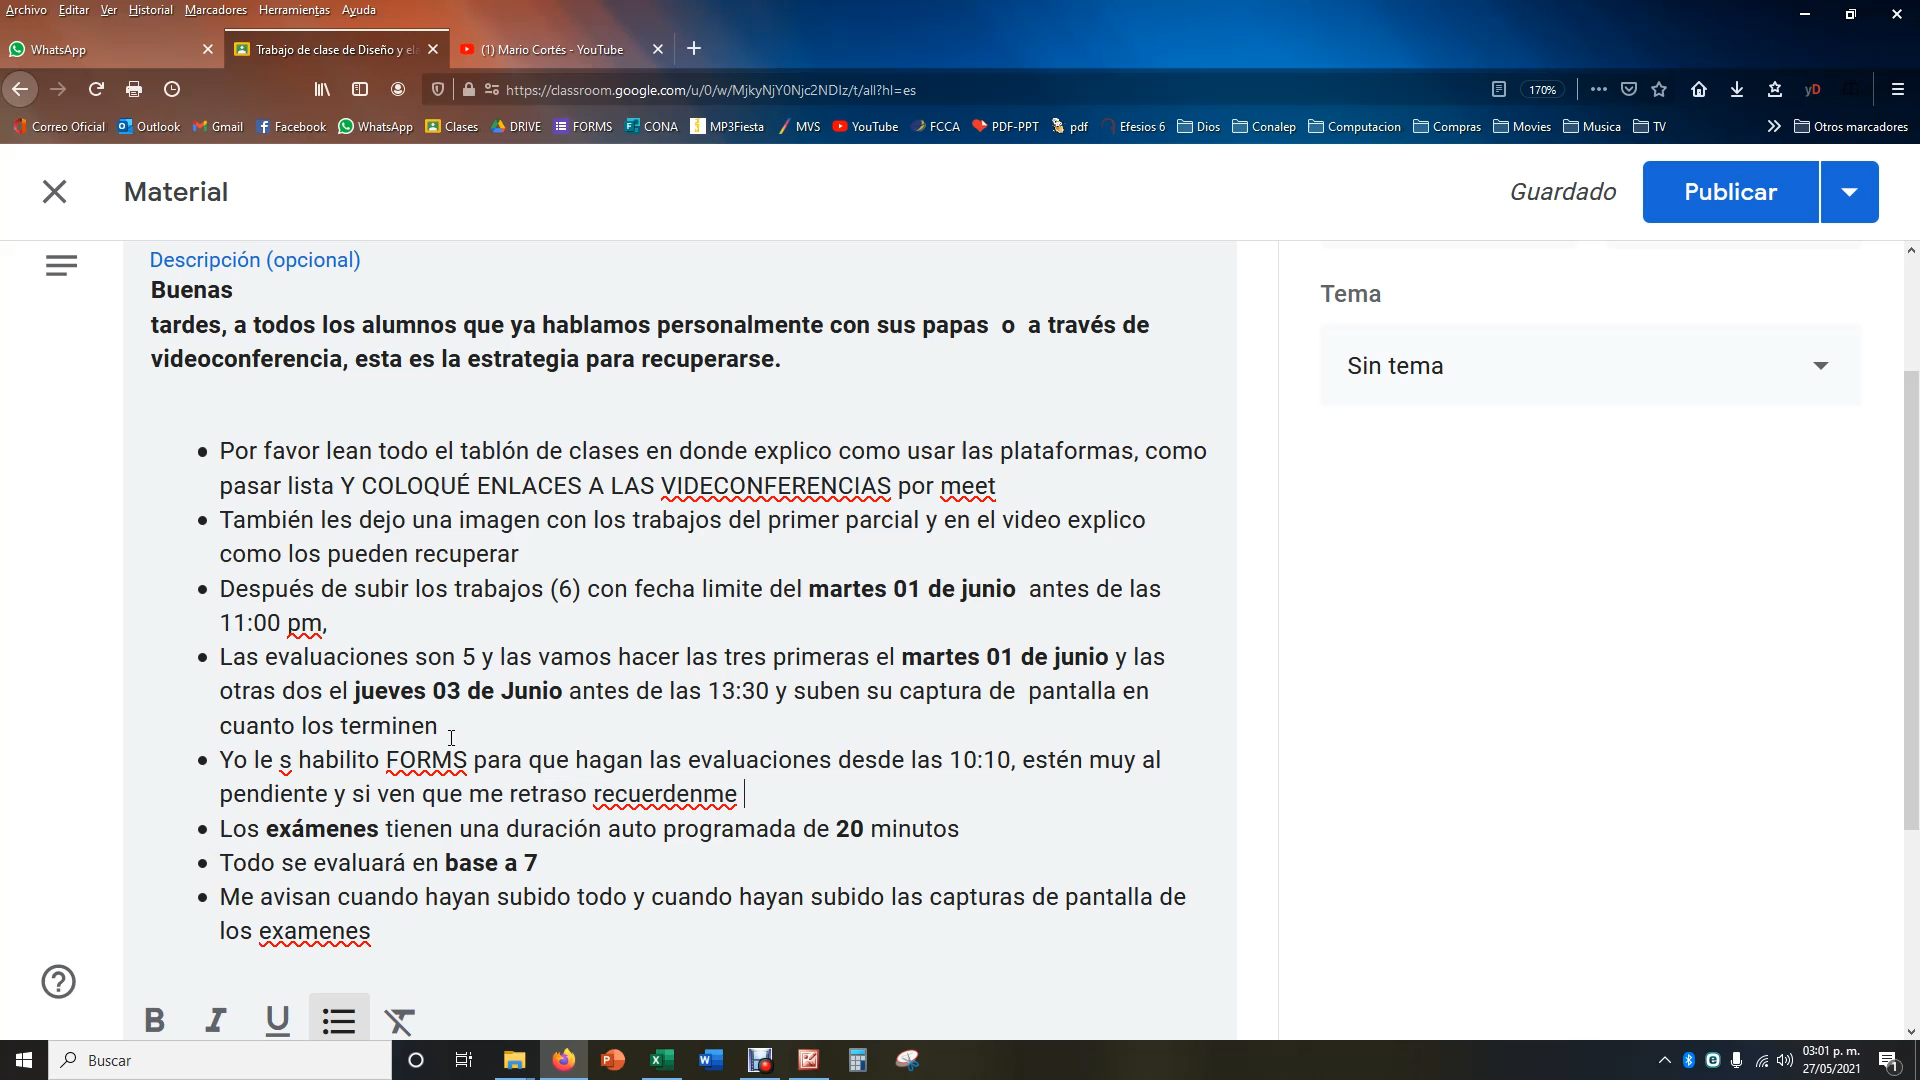 Archivo Editar Ver Historial Marcadores Herramientas Ayuda
WhatsApp
Trabajo de clase de Diseño y el
(1) Mario Cortés - YouTube
https://classroom.google.com/u/0/w/MjkyNjY0Njc2NDIz/t/all?hl=es
170%
yD
Correo Oficial Outlook Gmail Facebook WhatsApp Clases DRIVE FORMS CONA MP3Fiesta MVS YouTube FCCA PDF-PPT pdf Efesios 6 Dios Conalep Computacion Compras Movies Musica TV Otros marcadores
Material
Guardado
Publicar
Descripción (opcional)
Buenas
tardes, a todos los alumnos que ya hablamos personalmente con sus papas o a través de
videoconferencia, esta es la estrategia para recuperarse.
Por favor lean todo el tablón de clases en donde explico como usar las plataformas, como
pasar lista Y COLOQUÉ ENLACES A LAS VIDECONFERENCIAS por meet
También les dejo una imagen con los trabajos del primer parcial y en el video explico
como los pueden recuperar
Después de subir los trabajos (6) con fecha limite del martes 01 de junio antes de las
11:00 pm,
Las evaluaciones son 5 y las vamos hacer las tres primeras el martes 01 de junio y las
otras dos el jueves 03 de Junio antes de las 13:30 y suben su captura de pantalla en
cuanto los terminen
Yo le s habilito FORMS para que hagan las evaluaciones desde las 10:10, estén muy al
pendiente y si ven que me retraso recuerdenme
Los exámenes tienen una duración auto programada de 20 minutos
Todo se evaluará en base a 7
Me avisan cuando hayan subido todo y cuando hayan subido las capturas de pantalla de
los examenes
B I U
Tema
Sin tema
Buscar
03:01 p. m.
27/05/2021
1